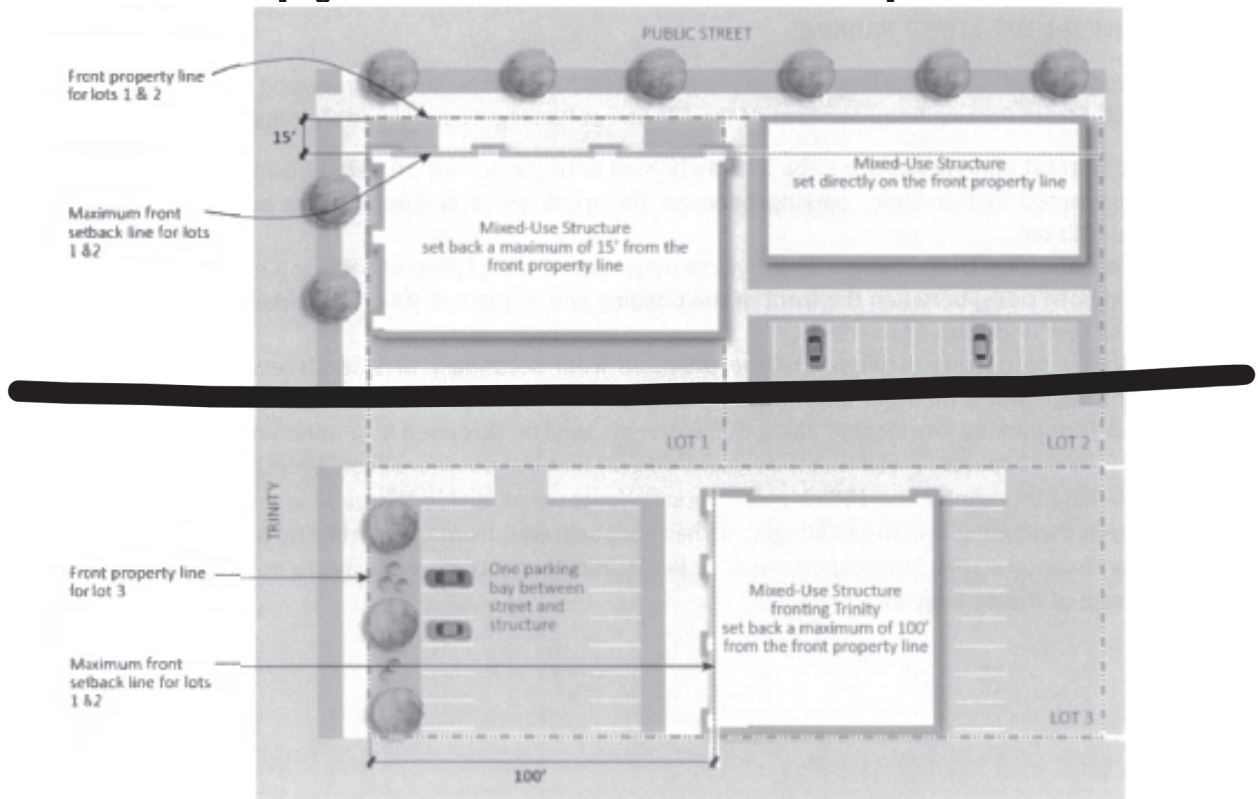 PUBLIC STREET
Front property line
for lots 1 & 2
15'
Mixed-Use Structure
set directly on the front property line
Maximum front
setback line for lots
1 &2
Mixed-Use Structure
set back a maximum of 15' from the
front property line
LOT 1
LOT 2
TRINITY
Front property line
for lot 3
One parking
bay between
street and
structure
Mixed-Use Structure
fronting Trinity
set back a maximum of 100'
from the front property line
Maximum front
setback line for lots
1 &2
LOT 3
100'